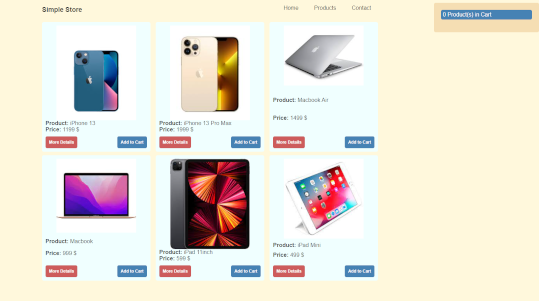 Simple Store
Home Products Contact
0 Product(s) in Cart
Product: iPhone 13
Price: 1199 $
More Details Add to Cart
Product: iPhone 13 Pro Max
Price: 1999 $
More Details Add to Cart
Product: Macbook Air
Price: 1499 $
More Details Add to Cart
Product: Macbook
Price: 999 $
More Details Add to Cart
Product: iPad 11inch
Price: 599 $
More Details Add to Cart
Product: iPad Mini
Price: 499 $
More Details Add to Cart